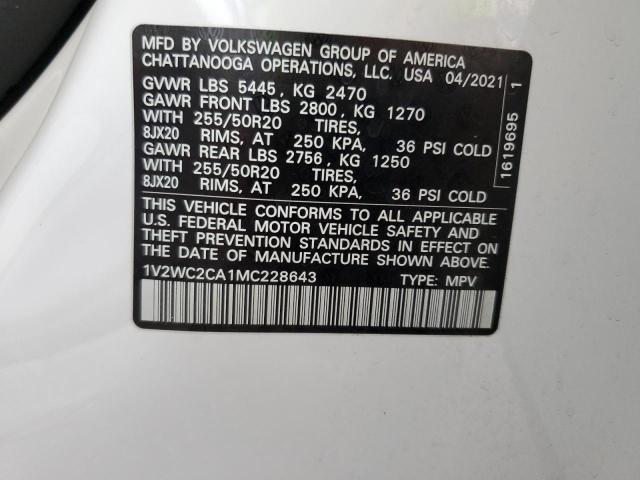 MFD BY VOLKSWAGEN GROUP OF AMERICA
CHATTANOOGA OPERATIONS, LLC. USA 04/2021
GVWR LBS 5445, KG 2470
GAWR FRONT LBS 2800, KG 1270
WITH 255/50R20 TIRES,
8JX20 RIMS, AT 250 KPA, 36 PSI COLD
GAWR REAR LBS 2756, KG 1250
WITH 255/50R20 TIRES,
8JX20 RIMS, AT 250 KPA, 36 PSI COLD
THIS VEHICLE CONFORMS TO ALL APPLICABLE
U.S. FEDERAL MOTOR VEHICLE SAFETY AND
THEFT PREVENTION STANDARDS IN EFFECT ON
THE DATE OF MANUFACTURE SHOWN ABOVE.
1V2WC2CA1MC228643 TYPE: MPV
1619695 1